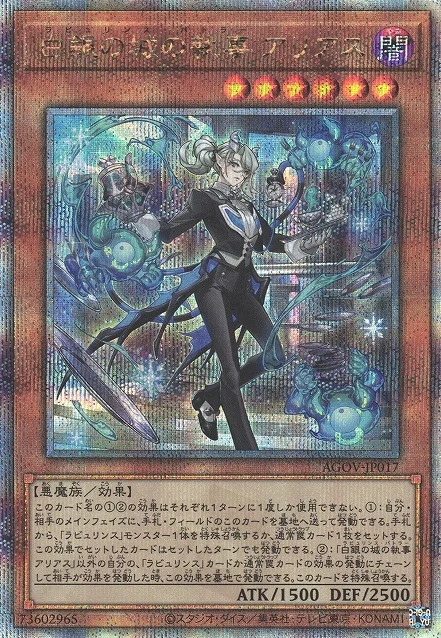 白銀の城の執事 アリアス
闇
AGOV-JP017
【悪魔族/効果】
このカード名の①②の効果はそれぞれ1ターンに1度しか使用できない。①:自分・
相手のメインフェイズに、手札・フィールドのこのカードを墓地へ送って発動できる。手札
から、「ラビュリンス」モンスター1体を特殊召喚するか、通常罠カード1枚をセットする。
この効果でセットしたカードはセットしたターンでも発動できる。②:「白銀の城の執事
アリアス」以外の自分の、「ラビュリンス」カードか通常罠カードの効果の発動にチェーン
して相手が効果を発動した時、この効果を発動できる。このカードを特殊召喚する。
ATK/1500 DEF/2500
73602965
©スタジオ・ダイス/集英社・テレビ東京・KONAMI